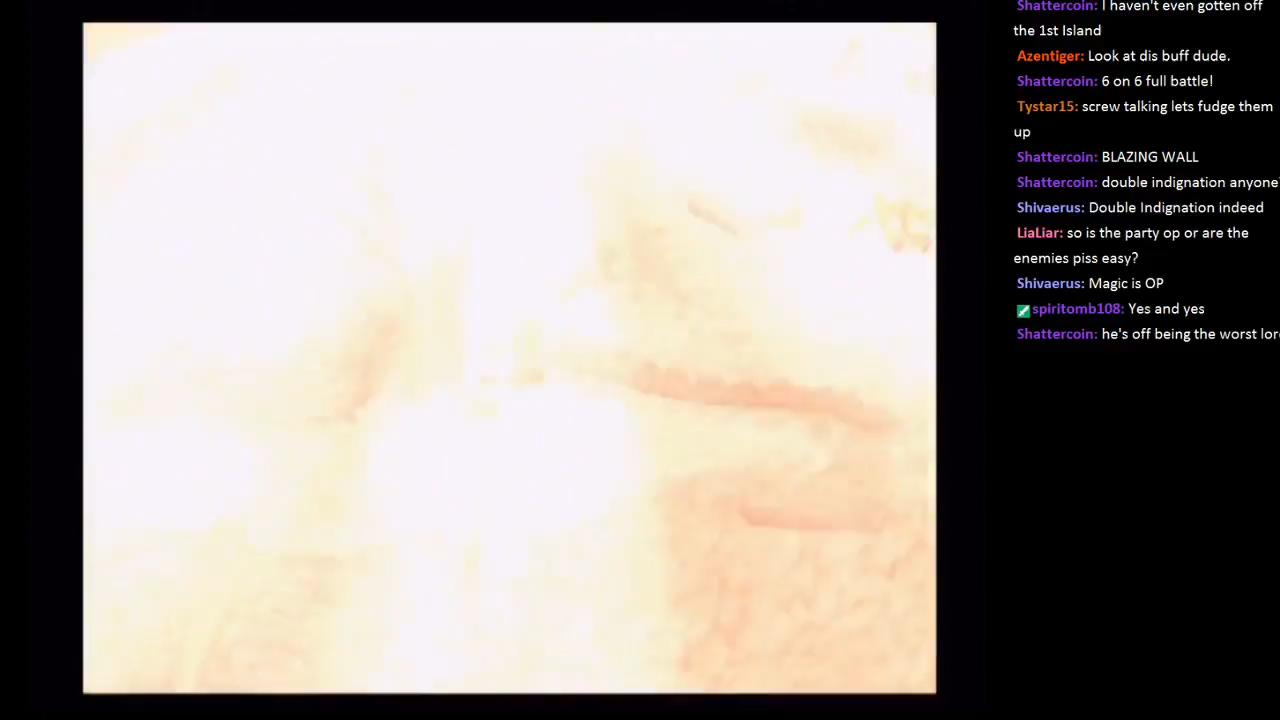 Shattercoin: I haven't even gotten off
the 1st Island
Azentiger: Look at dis buff dude.
Shattercoin: 6 on 6 full battle!
Tystar15: screw talking lets fudge them
up
Shattercoin: BLAZING WALL
Shattercoin: double indignation anyone?
Shivaerus: Double Indignation indeed
LiaLiar: so is the party op or are the
enemies piss easy?
Shivaerus: Magic is OP
spiritomb108: Yes and yes
Shattercoin: he's off being the worst